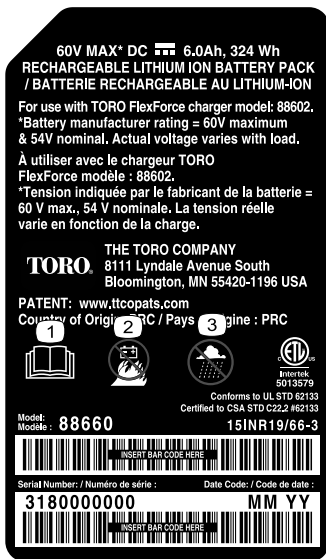 60V MAX* DC 6.0Ah, 324 Wh
RECHARGEABLE LITHIUM ION BATTERY PACK
/ BATTERIE RECHARGEABLE AU LITHIUM-ION
For use with TORO FlexForce charger model: 88602.
*Battery manufacturer rating = 60V maximum
& 54V nominal. Actual voltage varies with load.
À utiliser avec le chargeur TORO
FlexForce modèle : 88602.
*Tension indiquée par le fabricant de la batterie =
60 V max., 54 V nominale. La tension réelle
varie en fonction de la charge.
TORO.
THE TORO COMPANY
8111 Lyndale Avenue South
Bloomington, MN 55420-1196 USA
PATENT: www.ttcopats.com
Country of Origi PRC / Pays gine : PRC
1 2 3
C ETL US
Intertek
5013579
Conforms to UL STD 62133
Certified to CSA STD C22.2 #62133
Model:
Modèle : 88660 15INR19/66-3
INSERT BAR CODE HERE
Serial Number: / Numéro de série : Date Code: / Code de date :
3180000000 MM YY
INSERT BAR CODE HERE